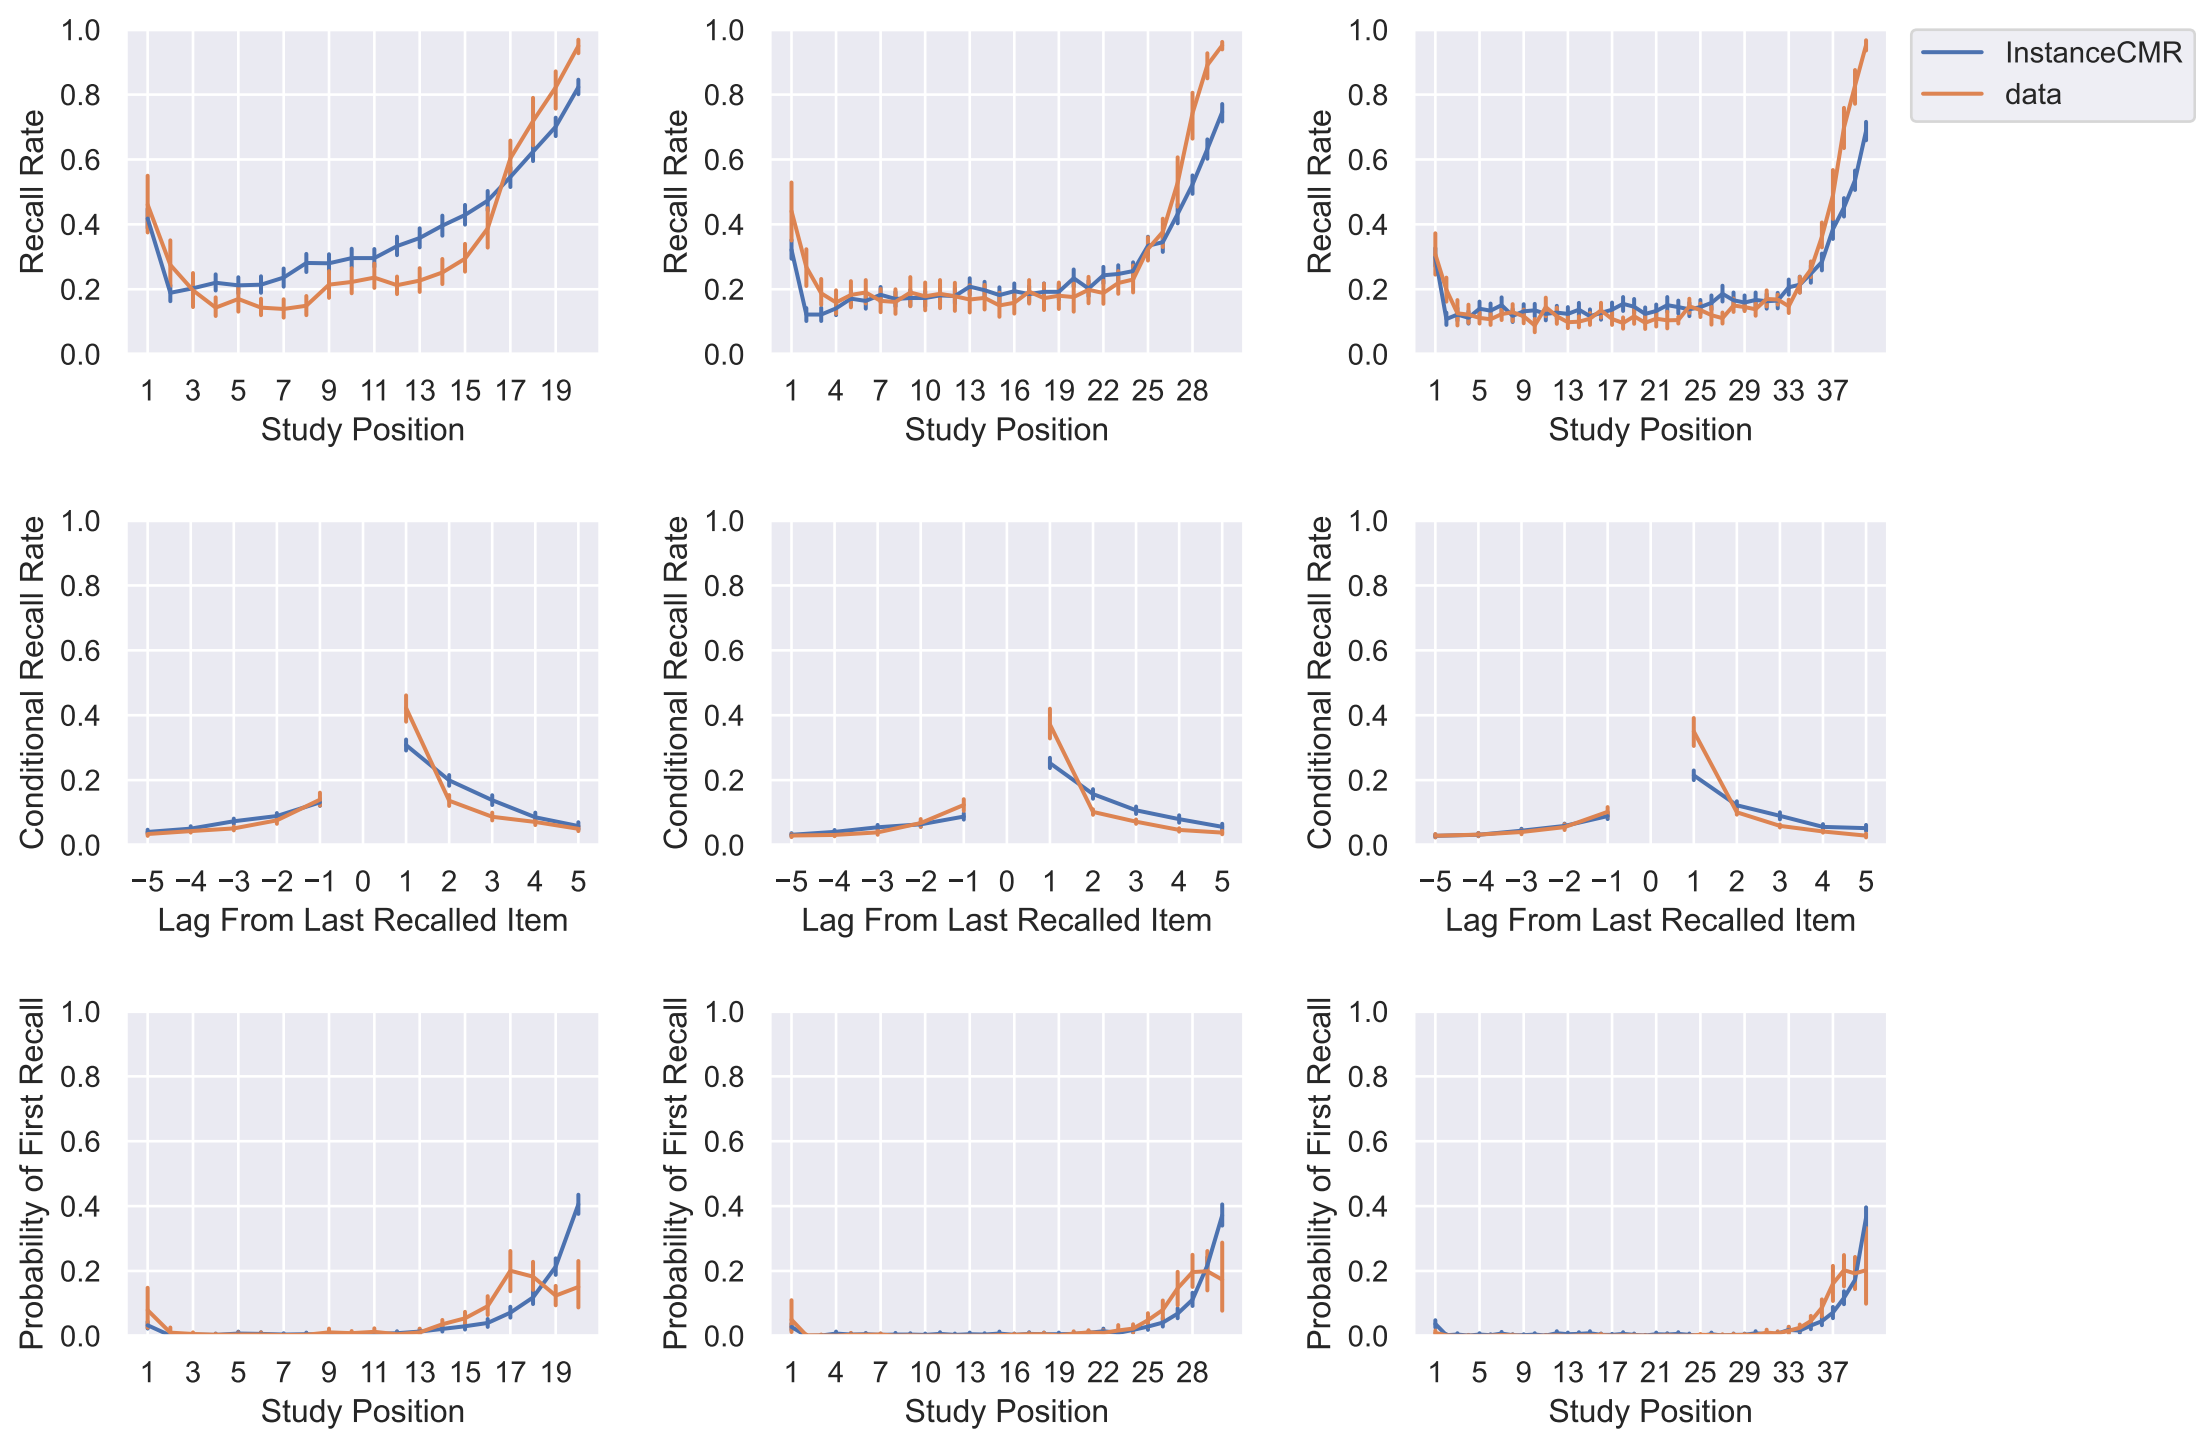 1.0 0.8 0.6 0.4 0.2 0.0
Recall Rate
1 3 5 7 9 11 13 15 17 19
Study Position
1.0 0.8 0.6 0.4 0.2 0.0
Recall Rate
1 4 7 10 13 16 19 22 25 28
Study Position
1.0 0.8 0.6 0.4 0.2 0.0
Recall Rate
1 5 9 13 17 21 25 29 33 37
Study Position
InstanceCMR
data
1.0 0.8 0.6 0.4 0.2 0.0
Conditional Recall Rate
−5 −4 −3 −2 −1 0 1 2 3 4 5
Lag From Last Recalled Item
1.0 0.8 0.6 0.4 0.2 0.0
Conditional Recall Rate
−5 −4 −3 −2 −1 0 1 2 3 4 5
Lag From Last Recalled Item
1.0 0.8 0.6 0.4 0.2 0.0
Conditional Recall Rate
−5 −4 −3 −2 −1 0 1 2 3 4 5
Lag From Last Recalled Item
1.0 0.8 0.6 0.4 0.2 0.0
Probability of First Recall
1 3 5 7 9 11 13 15 17 19
Study Position
1.0 0.8 0.6 0.4 0.2 0.0
Probability of First Recall
1 4 7 10 13 16 19 22 25 28
Study Position
1.0 0.8 0.6 0.4 0.2 0.0
Probability of First Recall
1 5 9 13 17 21 25 29 33 37
Study Position